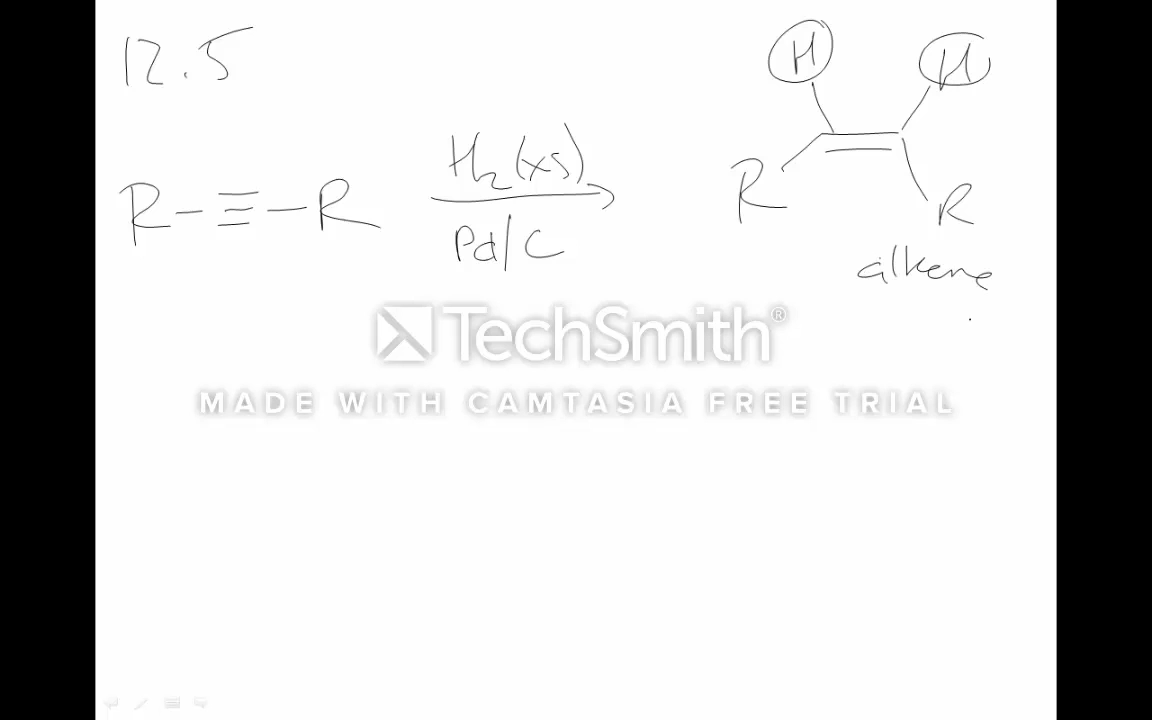 12.5
H H
R-≡-R H₂(xs) R R
Pd/C
alkene
TechSmith®
MADE WITH CAMTASIA FREE TRIAL